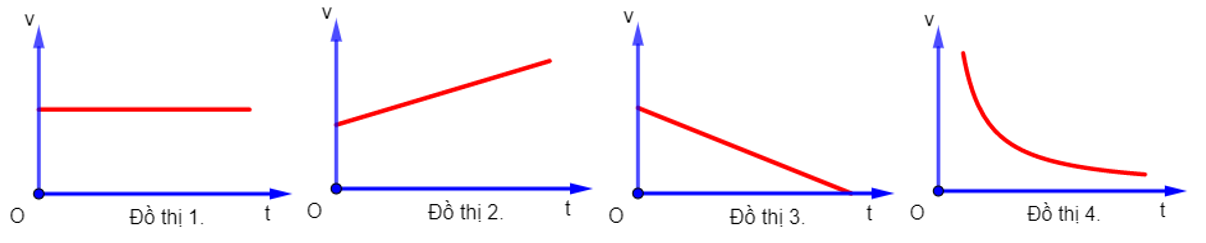 v
O
Đồ thị 1.
t
v
O
Đồ thị 2.
t
v
O
Đồ thị 3.
t
v
O
Đồ thị 4.
t